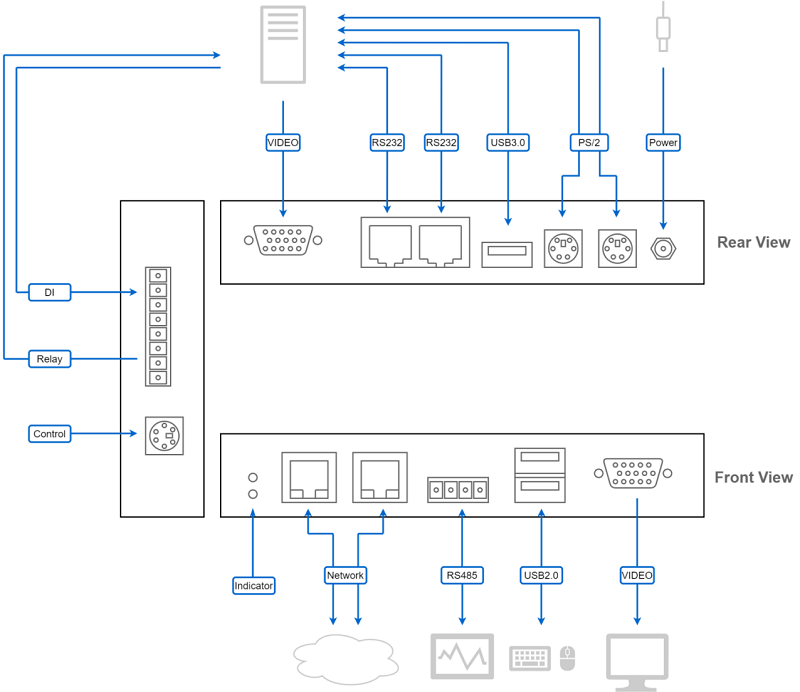 VIDEO
RS232
RS232
USB3.0
PS/2
Power
Rear View
DI
Relay
Control
Front View
Indicator
Network
RS485
USB2.0
VIDEO